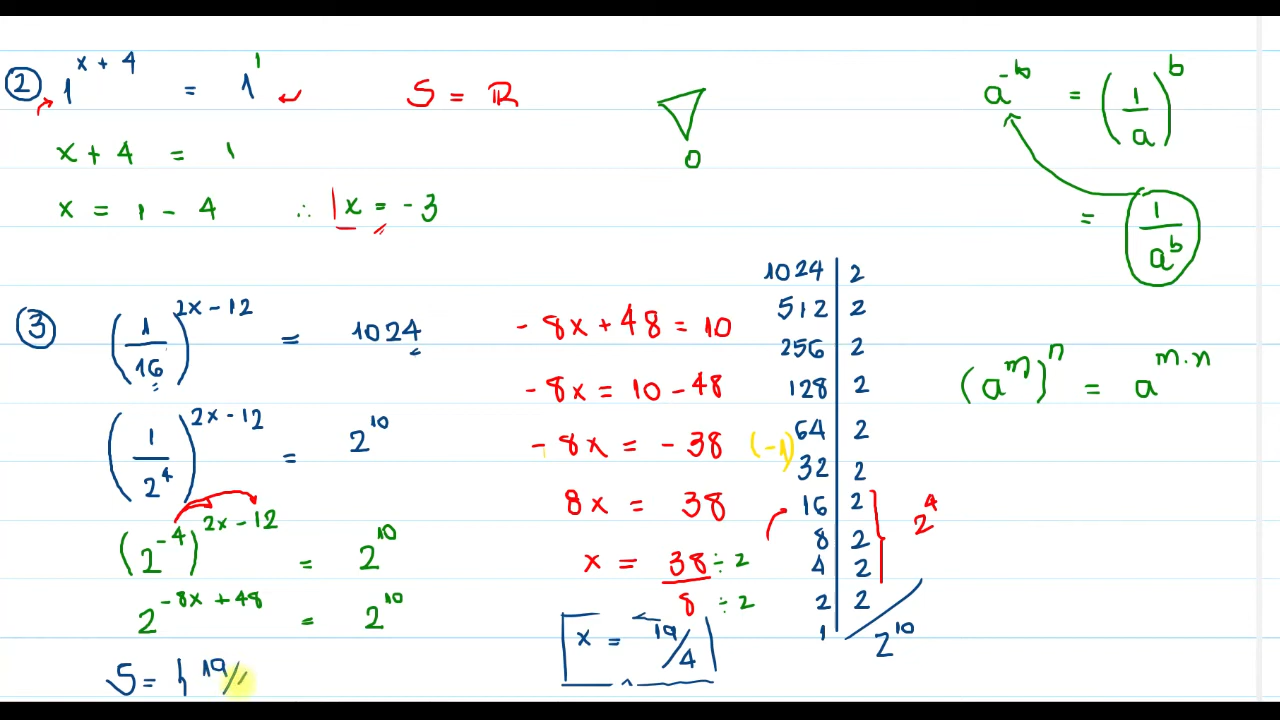 ② 1^(x + 4) = 1^1    S = ℝ
x + 4 = 1
x = 1 - 4 ∴ x = -3
0
a^(-b) = (1/a)^b
= 1/a^b
③ (1/16)^(2x - 12) = 1024
(1/2^4)^(2x - 12) = 2^10
(2^-4)^(2x - 12) = 2^10
2^(-8x + 48) = 2^10
S = { 19/
- 8x + 48 = 10
- 8x = 10 - 48
- 8x = - 38 (-1)
8x = 38
x = 38 ÷ 2 / 8 ÷ 2
x = 19/4
1024 | 2
512 | 2
256 | 2
128 | 2
64 | 2
32 | 2
16 | 2
8 | 2
4 | 2
2 | 2
1
2^4
2^10
(a^m)^n = a^(m·n)